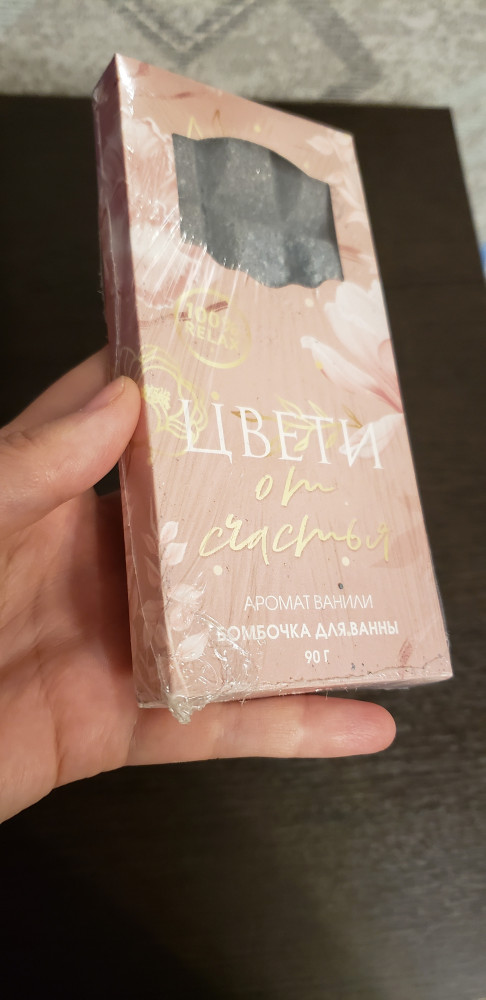 100%
RELAX
ЦВЕТИ
от
счастья
АРОМАТ ВАНИЛИ
БОМБОЧКА ДЛЯ ВАННЫ
90 Г